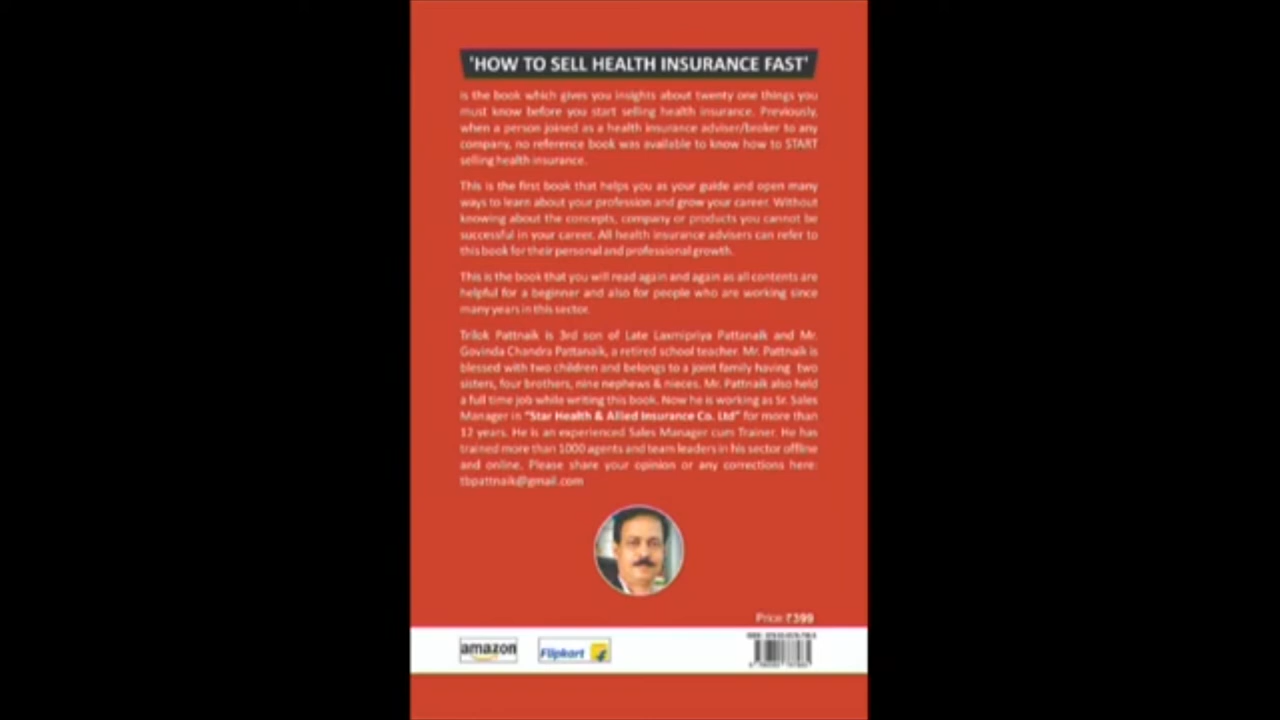 'HOW TO SELL HEALTH INSURANCE FAST'
is the book which gives you insights about twenty one things you
must know before you start selling health insurance. Previously,
when a person joined as a health insurance adviser/broker to any
company, no reference book was available to know how to START
selling health insurance.
This is the first book that helps you as your guide and open many
ways to learn about your profession and grow your career. Without
knowing about the concepts, company or products you cannot be
successful in your career. All health insurance advisers can refer to
this book for their personal and professional growth.
This is the book that you will read again and again as all contents are
helpful for a beginner and also for people who are working since
many years in this sector.
Trilok Pattnaik is 3rd son of Late Laxmipriya Pattanaik and Mr.
Govinda Chandra Pattanaik, a retired school teacher. Mr. Pattnaik is
blessed with two children and belongs to a joint family having two
sisters, four brothers, nine nephews & nieces. Mr. Pattnaik also held
a full time job while writing this book. Now he is working as Sr. Sales
Manager in "Star Health & Allied Insurance Co. Ltd" for more than
12 years. He is an experienced Sales Manager cum Trainer. He has
trained more than 1000 agents and team leaders in his sector offline
and online. Please share your opinion or any corrections here:
tbpattnaik@gmail.com
Price ₹399
amazon
Flipkart